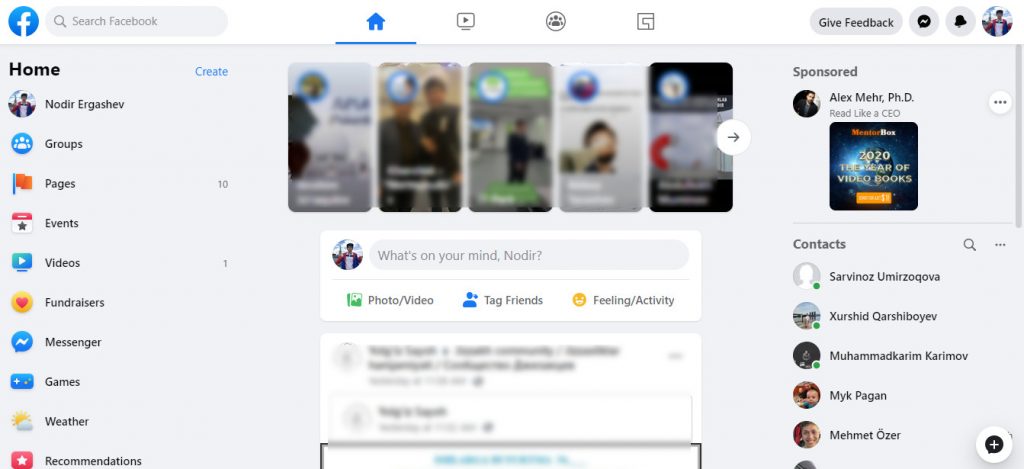 Search Facebook
Give Feedback
Home
Create
Nodir Ergashev
Groups
Pages
10
Events
Videos
1
Fundraisers
Messenger
Games
Weather
Recommendations
What's on your mind, Nodir?
Photo/Video
Tag Friends
Feeling/Activity
Sponsored
Alex Mehr, Ph.D.
Read Like a CEO
MentorBox
2020
THE YEAR OF
VIDEO BOOKS
Contacts
Sarvinoz Umirzoqova
Xurshid Qarshiboyev
Muhammadkarim Karimov
Myk Pagan
Mehmet Özer